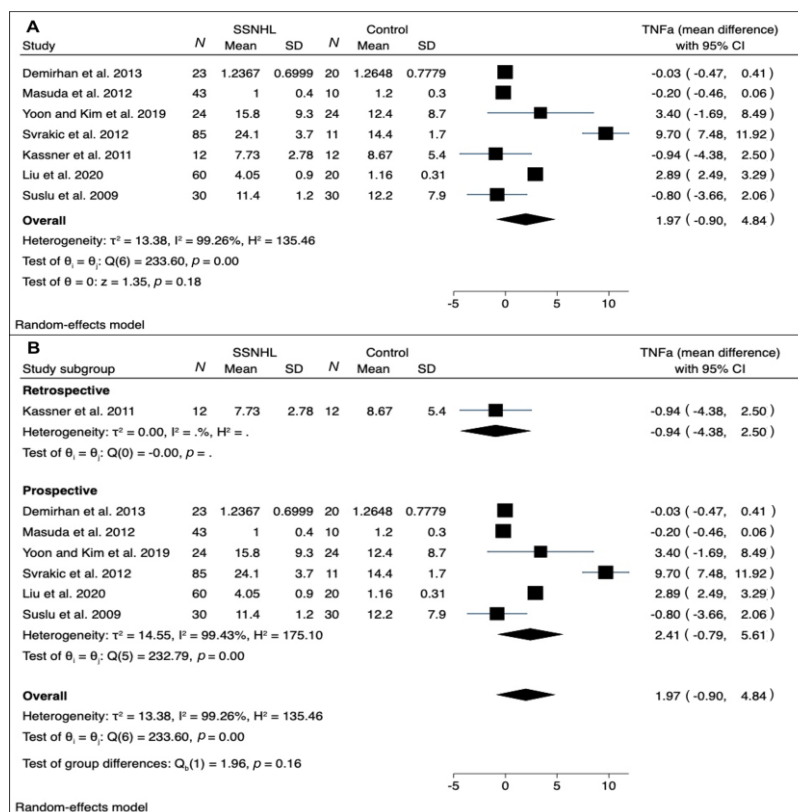 A
SSNHL Control TNFa (mean difference)
Study N Mean SD N Mean SD with 95% CI
Demirhan et al. 2013 23 1.2367 0.6999 20 1.2648 0.7779 -0.03 ( -0.47, 0.41)
Masuda et al. 2012 43 1 0.4 10 1.2 0.3 -0.20 ( -0.46, 0.06)
Yoon and Kim et al. 2019 24 15.8 9.3 24 12.4 8.7 3.40 ( -1.69, 8.49)
Svrakic et al. 2012 85 24.1 3.7 11 14.4 1.7 9.70 ( 7.48, 11.92)
Kassner et al. 2011 12 7.73 2.78 12 8.67 5.4 -0.94 ( -4.38, 2.50)
Liu et al. 2020 60 4.05 0.9 20 1.16 0.31 2.89 ( 2.49, 3.29)
Suslu et al. 2009 30 11.4 1.2 30 12.2 7.9 -0.80 ( -3.66, 2.06)
Overall 1.97 ( -0.90, 4.84)
Heterogeneity: τ² = 13.38, I² = 99.26%, H² = 135.46
Test of θᵢ = θⱼ: Q(6) = 233.60, p = 0.00
Test of θ = 0: z = 1.35, p = 0.18
-5 0 5 10
Random-effects model
B
SSNHL Control TNFa (mean difference)
Study subgroup N Mean SD N Mean SD with 95% CI
Retrospective
Kassner et al. 2011 12 7.73 2.78 12 8.67 5.4 -0.94 ( -4.38, 2.50)
Heterogeneity: τ² = 0.00, I² = .%, H² = . -0.94 ( -4.38, 2.50)
Test of θᵢ = θⱼ: Q(0) = -0.00, p = .
Prospective
Demirhan et al. 2013 23 1.2367 0.6999 20 1.2648 0.7779 -0.03 ( -0.47, 0.41)
Masuda et al. 2012 43 1 0.4 10 1.2 0.3 -0.20 ( -0.46, 0.06)
Yoon and Kim et al. 2019 24 15.8 9.3 24 12.4 8.7 3.40 ( -1.69, 8.49)
Svrakic et al. 2012 85 24.1 3.7 11 14.4 1.7 9.70 ( 7.48, 11.92)
Liu et al. 2020 60 4.05 0.9 20 1.16 0.31 2.89 ( 2.49, 3.29)
Suslu et al. 2009 30 11.4 1.2 30 12.2 7.9 -0.80 ( -3.66, 2.06)
Heterogeneity: τ² = 14.55, I² = 99.43%, H² = 175.10 2.41 ( -0.79, 5.61)
Test of θᵢ = θⱼ: Q(5) = 232.79, p = 0.00
Overall 1.97 ( -0.90, 4.84)
Heterogeneity: τ² = 13.38, I² = 99.26%, H² = 135.46
Test of θᵢ = θⱼ: Q(6) = 233.60, p = 0.00
Test of group differences: Q_b(1) = 1.96, p = 0.16
-5 0 5 10
Random-effects model